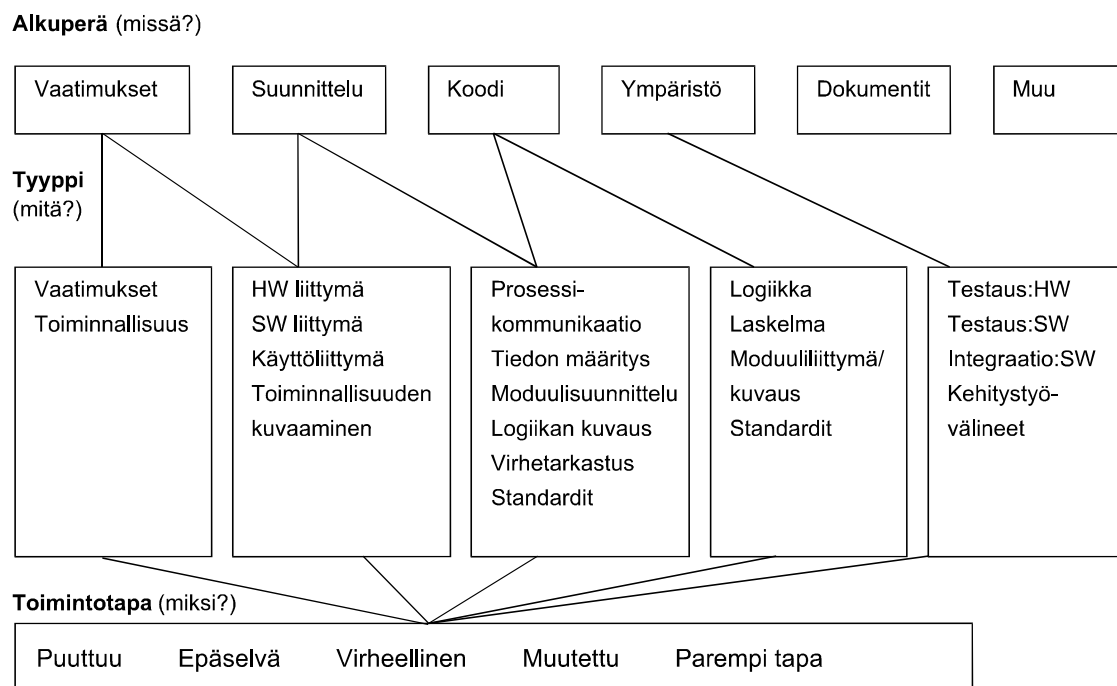 Alkuperä (missä?)
Vaatimukset
Suunnittelu
Koodi
Ympäristö
Dokumentit
Muu
Tyyppi
(mitä?)
Vaatimukset
Toiminnallisuus
HW liittymä
SW liittymä
Käyttöliittymä
Toiminnallisuuden
kuvaaminen
Prosessi-
kommunikaatio
Tiedon määritys
Moduulisuunnittelu
Logiikan kuvaus
Virhetarkastus
Standardit
Logiikka
Laskelma
Moduuliliittymä/
kuvaus
Standardit
Testaus:HW
Testaus:SW
Integraatio:SW
Kehitystyö-
välineet
Toimintotapa (miksi?)
Puuttuu Epäselvä Virheellinen Muutettu Parempi tapa